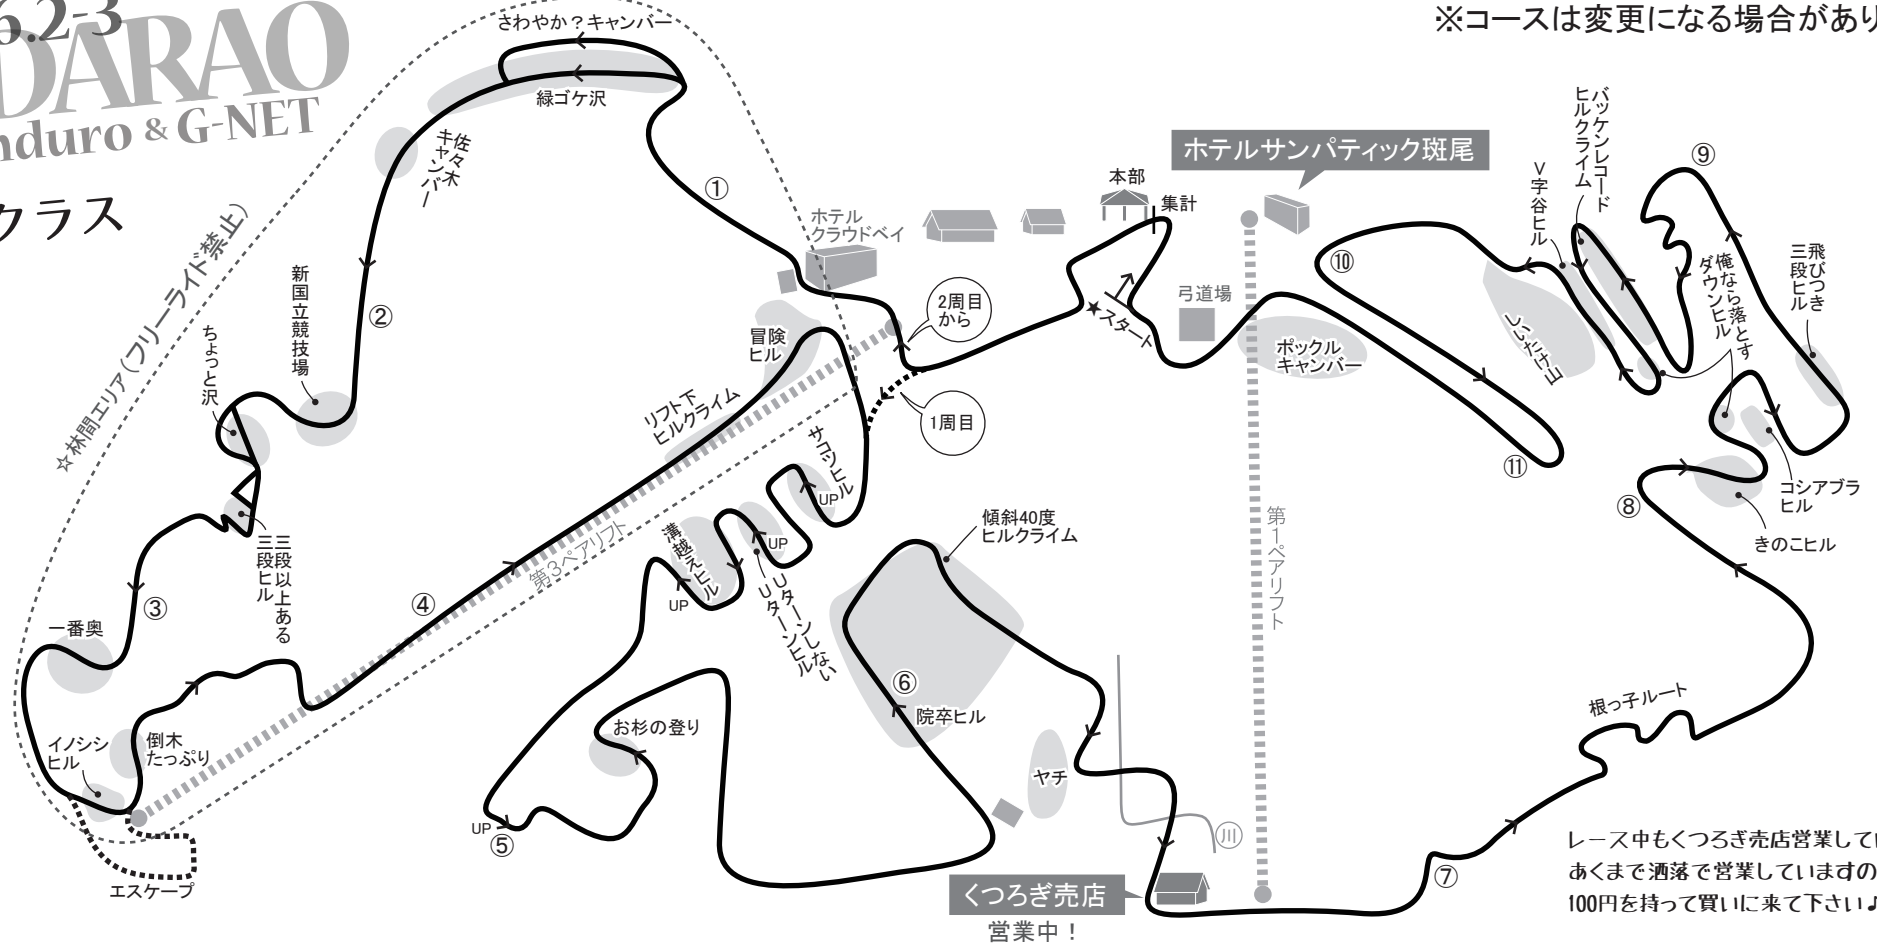 6.2-3
DARAO
nduro & G-NET
クラス
※コースは変更になる場合があり
さわやか？キャンバー
緑ゴケ沢
佐々木
キャンバー
①
②
新国立競技場
ちょっと沢
☆林間エリア（フリーライド禁止）
三段以上ある
三段ヒル
③
一番奥
イノシシ
ヒル
倒木
たっぷり
エスケープ
④
第3ペアリフト
リフト下
ヒルクライム
冒険
ヒル
ホテル
クラウドベイ
2周目
から
1周目
サコツヒル
UP
UP
Uターンしない
Uターンヒル
溝越えヒル
UP
UP
⑤
お杉の登り
傾斜40度
ヒルクライム
⑥
院卒ヒル
ヤチ
川
くつろぎ売店
営業中！
本部
集計
★スタート
弓道場
ホテルサンパティック斑尾
第1ペアリフト
ポックル
キャンバー
⑩
⑪
しいたけ山
V字谷ヒル
バッケンレコード
ヒルクライム
⑨
俺なら落とす
ダウンヒル
飛びつき
三段ヒル
コシアブラ
ヒル
きのこヒル
⑧
根っ子ルート
⑦
レース中もくつろぎ売店営業して
あくまで洒落で営業していますの
100円を持って買いに来て下さい♪